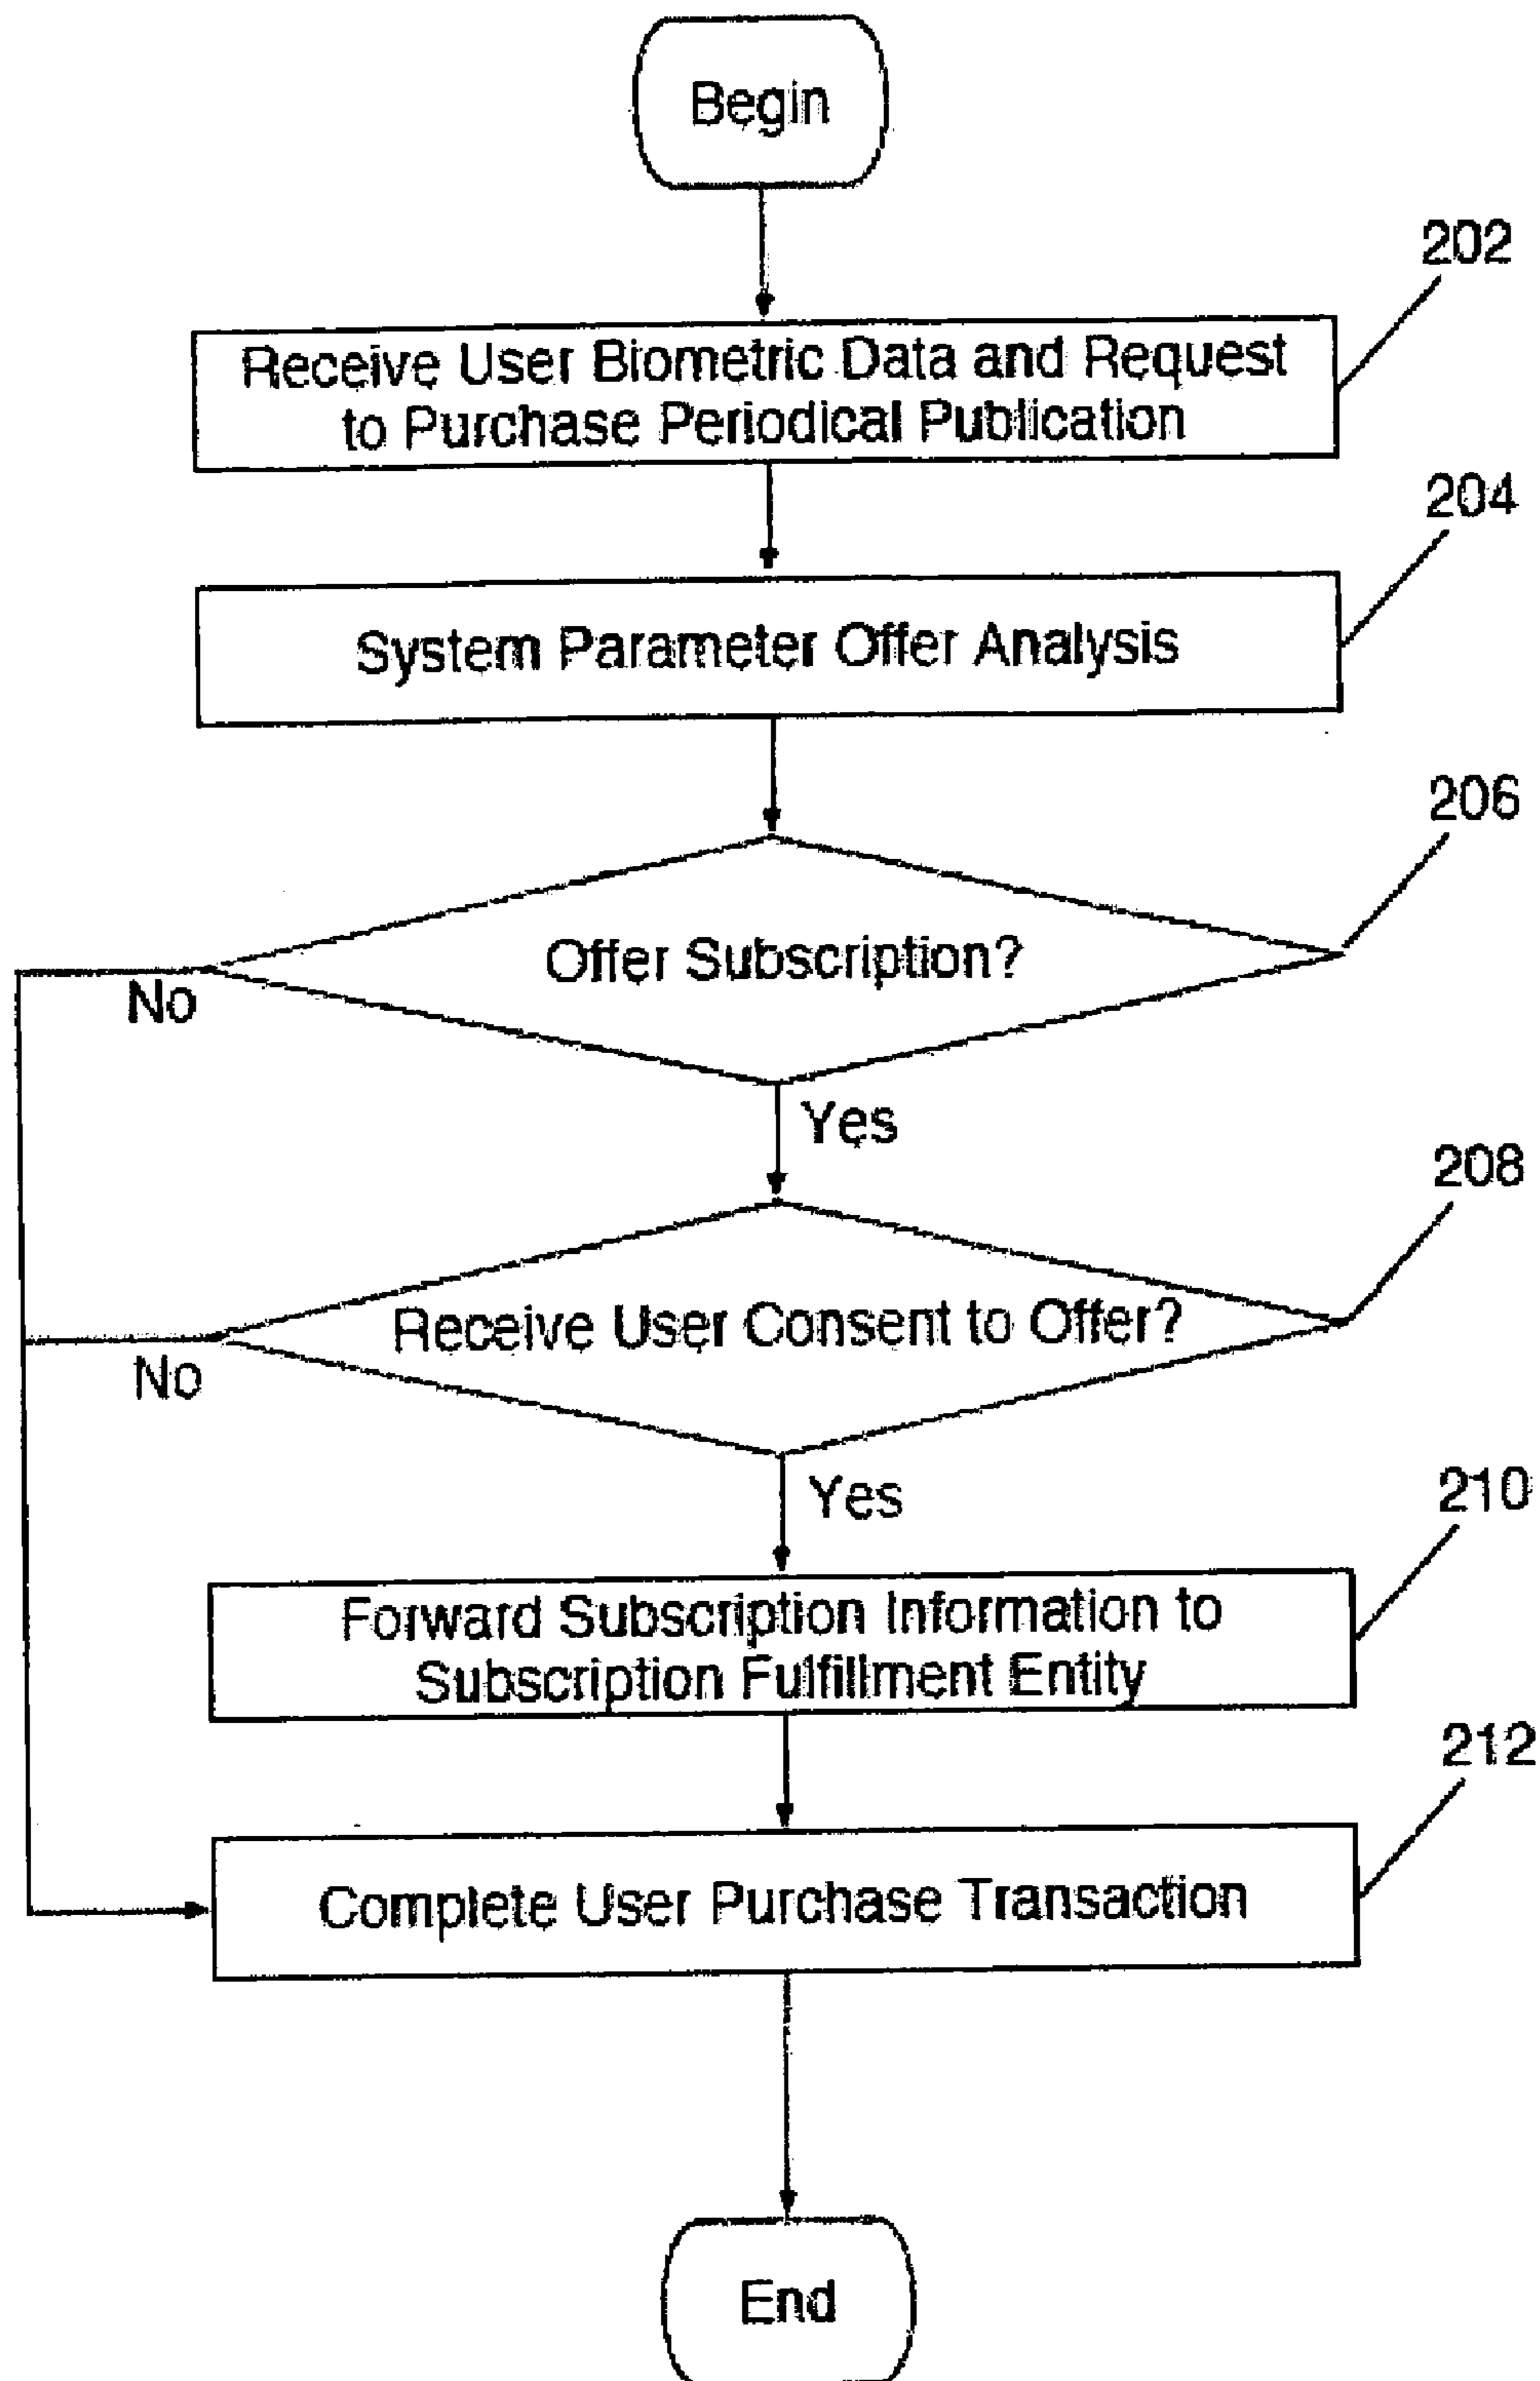 Begin
202
Receive User Biometric Data and Request
to Purchase Periodical Publication
204
System Parameter Offer Analysis
206
Offer Subscription?
No
Yes
208
Receive User Consent to Offer?
No
Yes
210
Forward Subscription Information to
Subscription Fulfillment Entity
212
Complete User Purchase Transaction
End